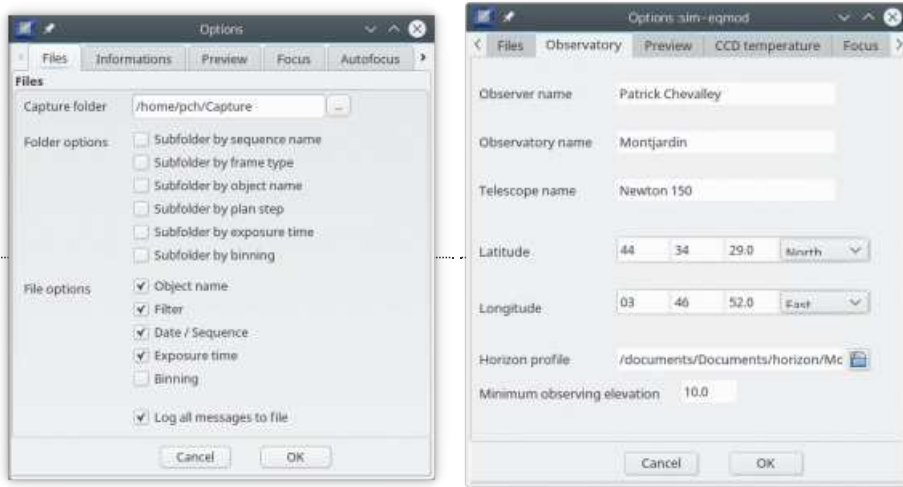 Options
Files Informations Preview Focus Autofocus
Files
Capture folder /home/pch/Capture ...
Folder options Subfolder by sequence name
Subfolder by frame type
Subfolder by object name
Subfolder by plan step
Subfolder by exposure time
Subfolder by binning
File options Object name
Filter
Date / Sequence
Exposure time
Binning
Log all messages to file
Cancel OK
Options :sim-eqmod
Files Observatory Preview CCD temperature Focus
Observer name Patrick Chevalley
Observatory name Montjardin
Telescope name Newton 150
Latitude 44 34 29.0 North
Longitude 03 46 52.0 East
Horizon profile /documents/Documents/horizon/Mc
Minimum observing elevation 10.0
Cancel OK